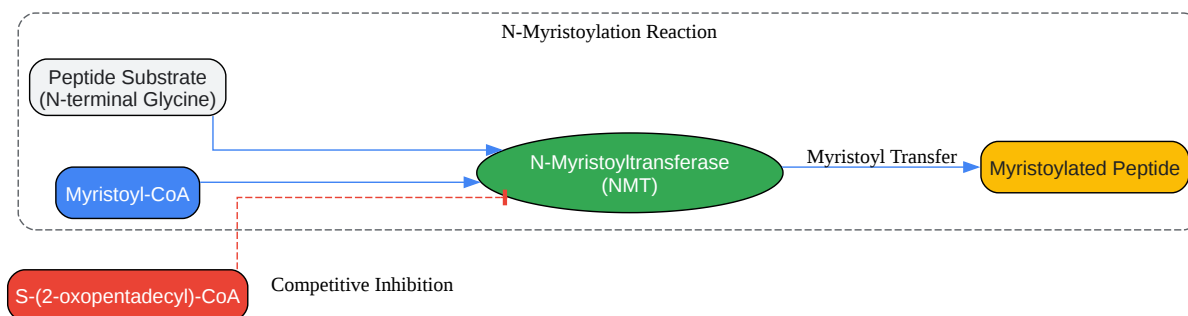 N-Myristoylation Reaction
Peptide Substrate
(N-terminal Glycine)
N-Myristoyltransferase
(NMT)
Myristoyl Transfer
Myristoylated Peptide
Myristoyl-CoA
S-(2-oxopentadecyl)-CoA
Competitive Inhibition